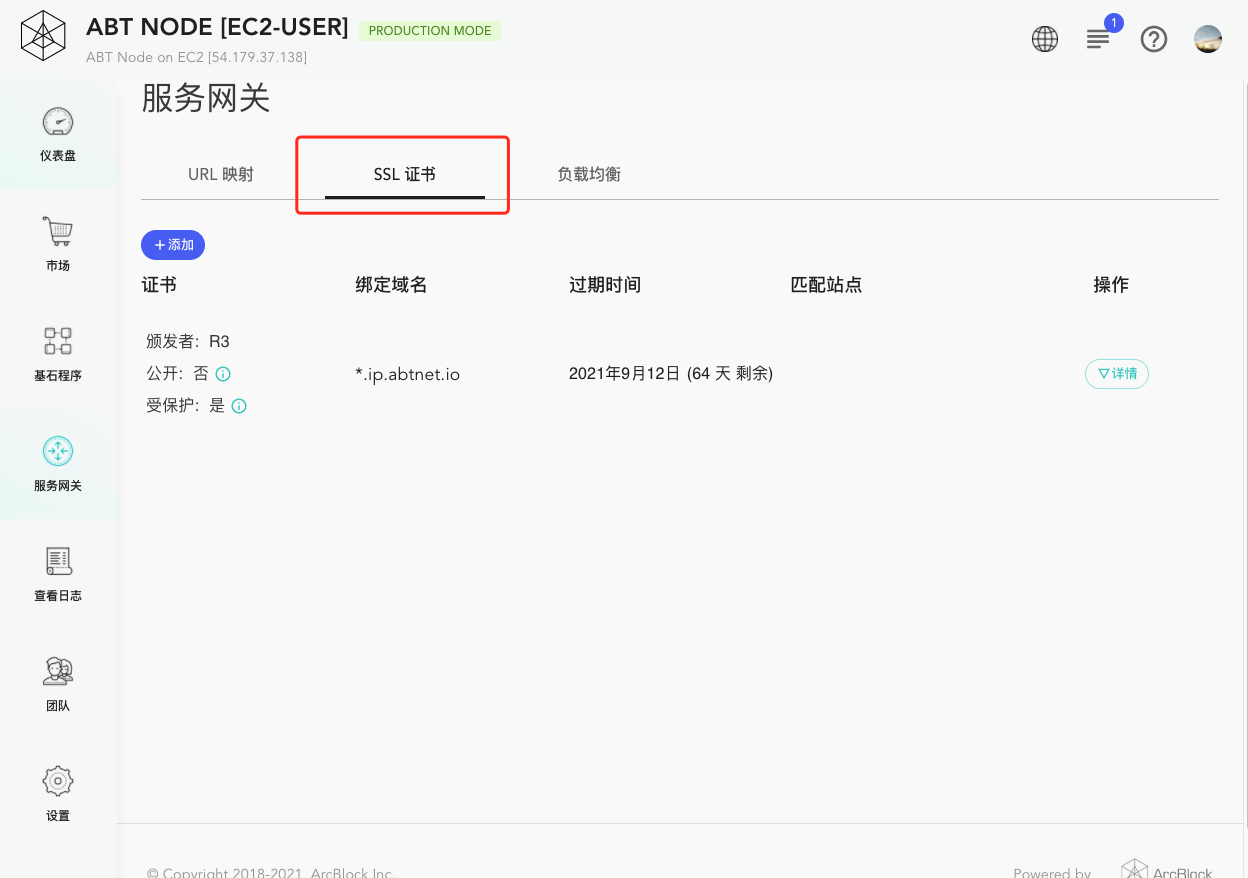 ABT NODE [EC2-USER] PRODUCTION MODE
ABT Node on EC2 [54.179.37.138]
1
仪表盘
市场
基石程序
服务网关
查看日志
团队
设置
服务网关
URL 映射
SSL 证书
负载均衡
+ 添加
证书 绑定域名 过期时间 匹配站点 操作
颁发者: R3
公开: 否
受保护: 是
*.ip.abtnet.io
2021年9月12日 (64 天 剩余)
详情
© Copyright 2018-2021 ArcBlock Inc.
Powered by ArcBlock